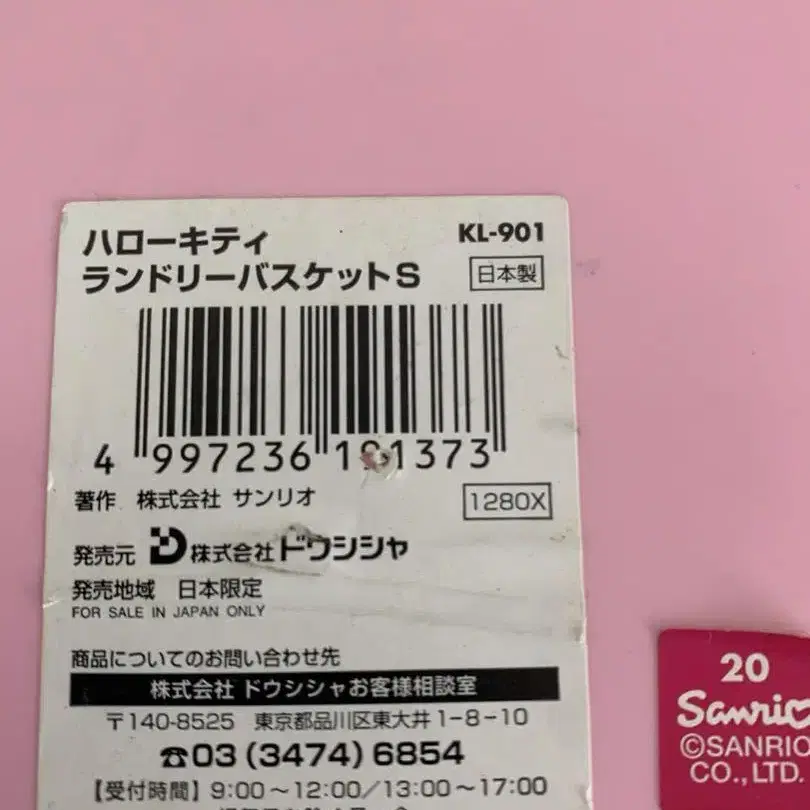 ハローキティ KL-901
ランドリーバスケットS 日本製
4 997236 191373
著作 株式会社 サンリオ 1280X
発売元 株式会社ドウシシャ
発売地域 日本限定
FOR SALE IN JAPAN ONLY
商品についてのお問い合わせ先
株式会社 ドウシシャお客様相談室
〒140-8525 東京都品川区東大井1-8-10
☎03(3474)6854
【受付時間】9:00～12:00/13:00～17:00
20
Sanrio
©SANRIO
CO.,LTD.